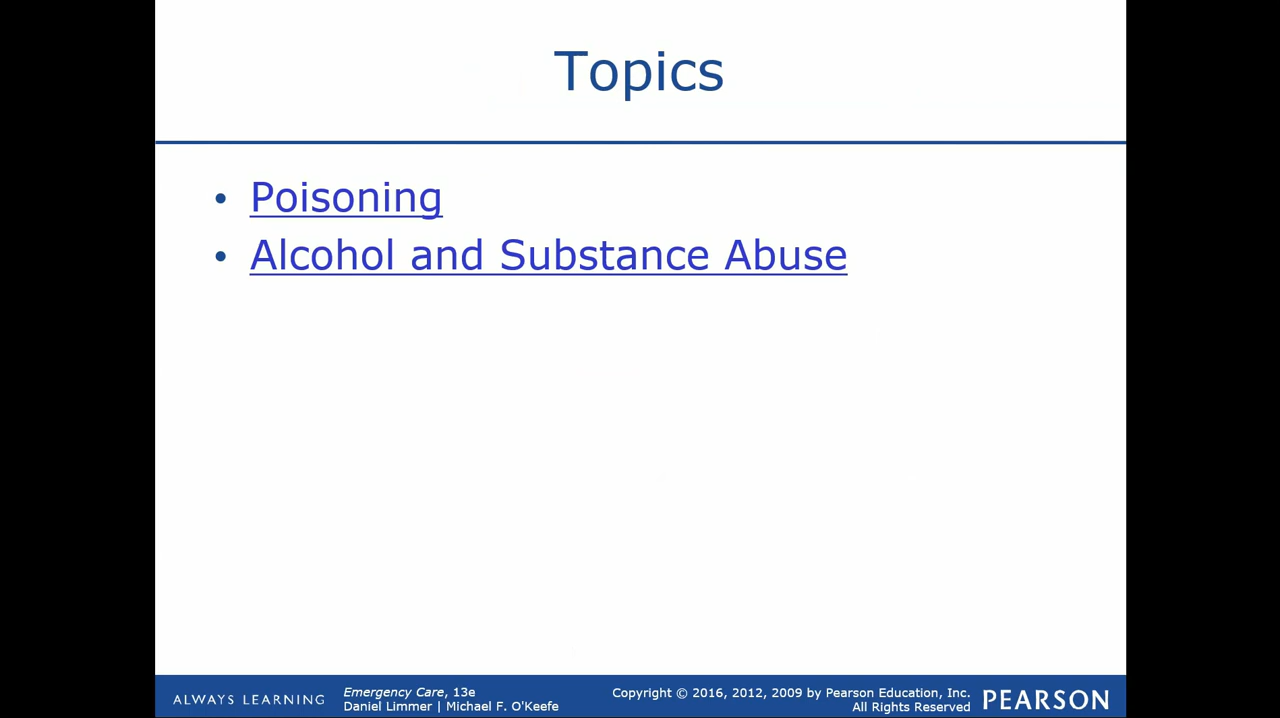 Topics
• Poisoning
• Alcohol and Substance Abuse
ALWAYS LEARNING
Emergency Care, 13e
Daniel Limmer | Michael F. O'Keefe
Copyright © 2016, 2012, 2009 by Pearson Education, Inc.
All Rights Reserved
PEARSON